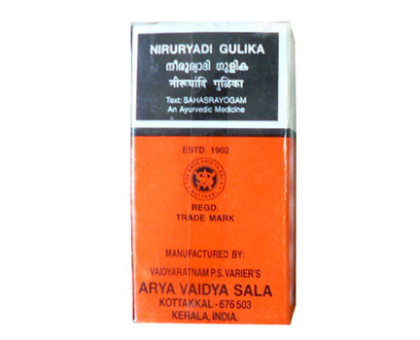 NIRURYADI GULIKA
നീരൂര്യാദി ഗുളിക
नीरूर्यादि गुळिका
Text: SAHASRAYOGAM
An Ayurvedic Medicine
ESTD. 1902
REGD.
TRADE MARK
MANUFACTURED BY:
VAIDYARATNAM P.S. VARIER'S
ARYA VAIDYA SALA
KOTTAKKAL - 676 503
KERALA, INDIA.